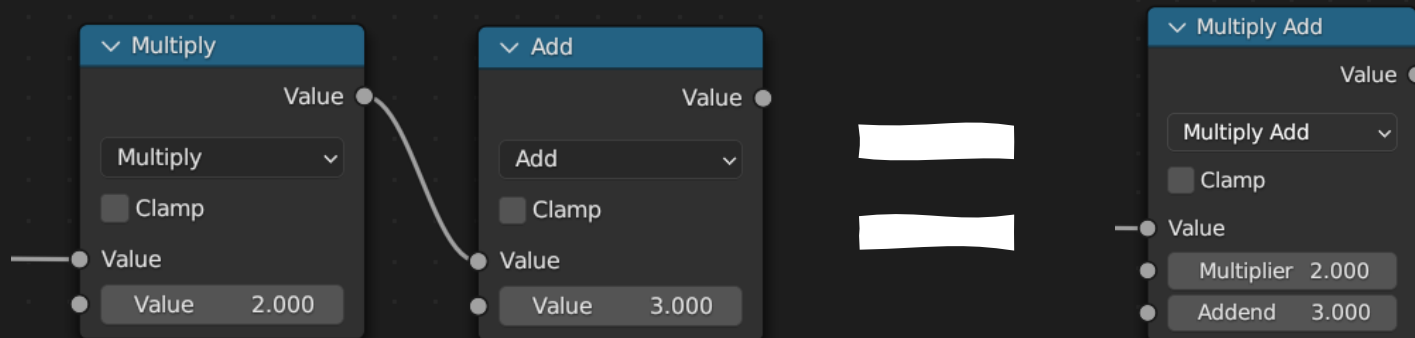 Multiply
Value
Multiply
Clamp
Value
Value 2.000
Add
Value
Add
Clamp
Value
Value 3.000
Multiply Add
Value
Multiply Add
Clamp
Value
Multiplier 2.000
Addend 3.000